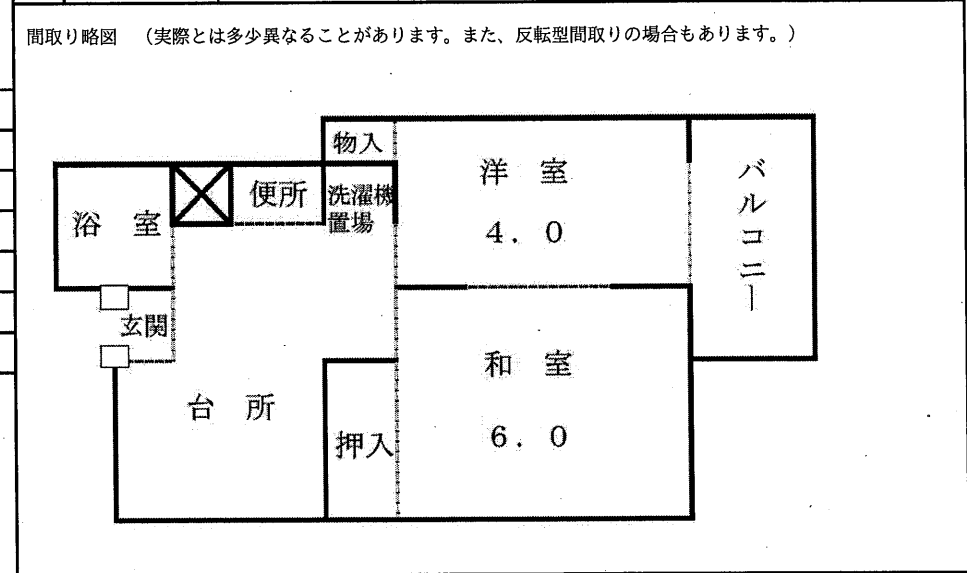 間取り略図　（実際とは多少異なることがあります。また、反転型間取りの場合もあります。）
物入
洋　室
4．0
バルコニー
浴　室
便所
洗濯機
置場
玄関
和　室
6．0
台　所
押入